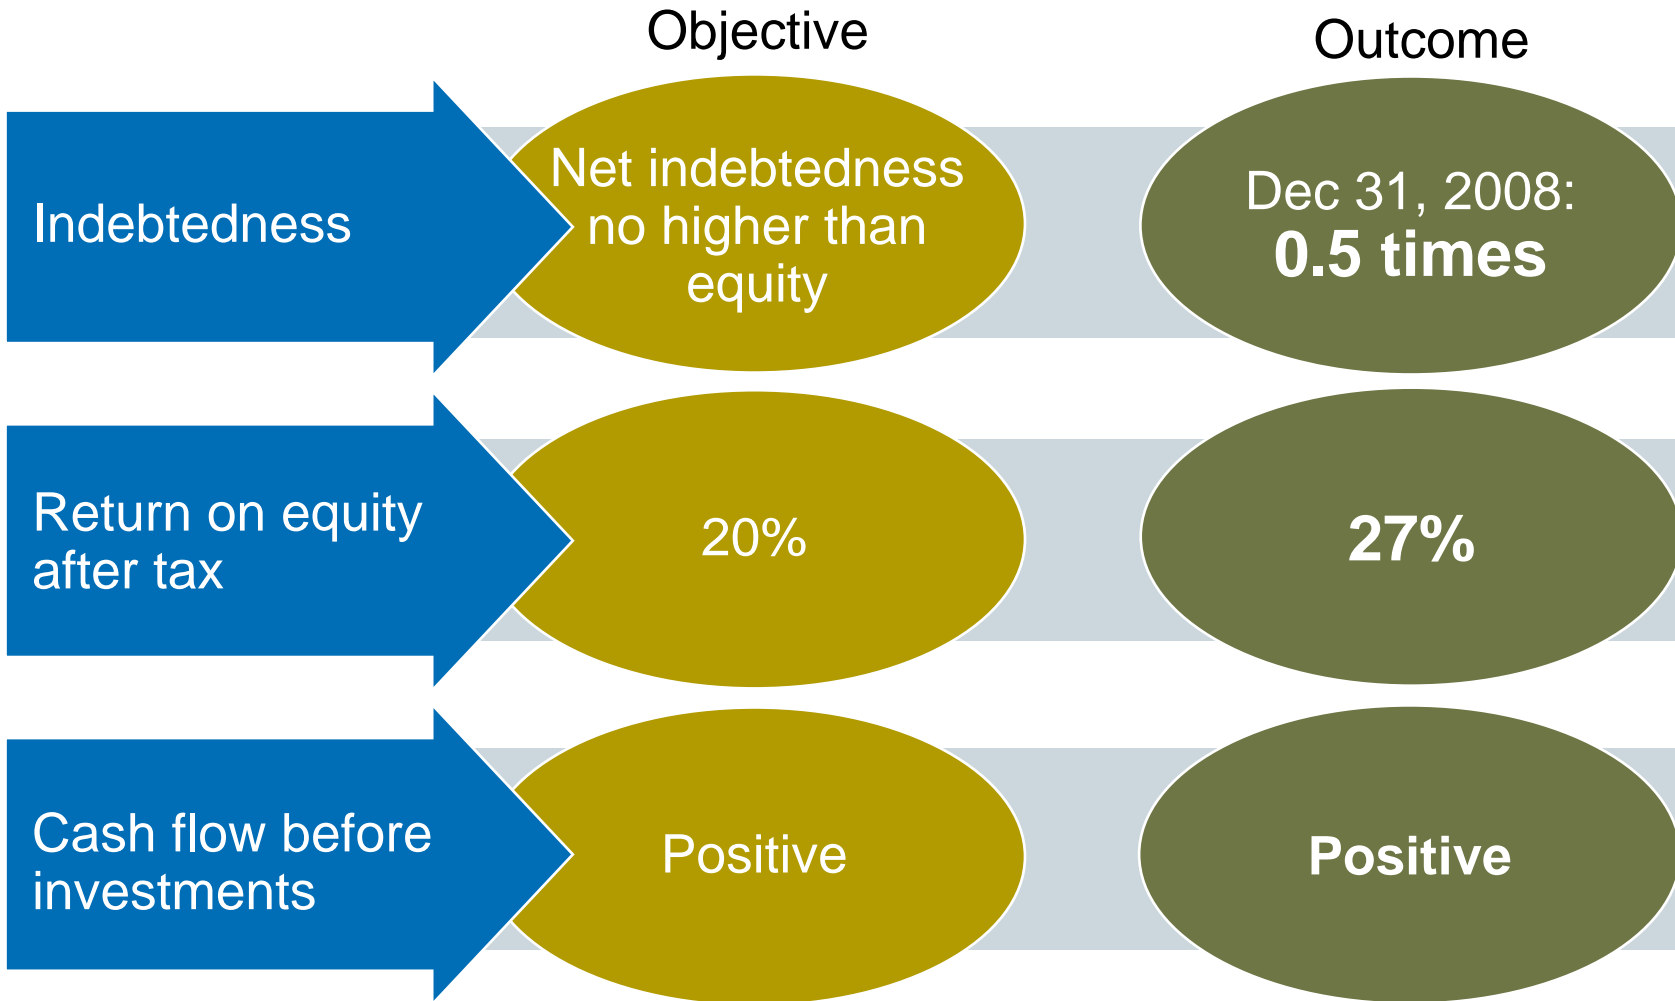 Objective
Outcome
Indebtedness
Net indebtedness
no higher than
equity
Dec 31, 2008:
0.5 times
Return on equity
after tax
20%
27%
Cash flow before
investments
Positive
Positive